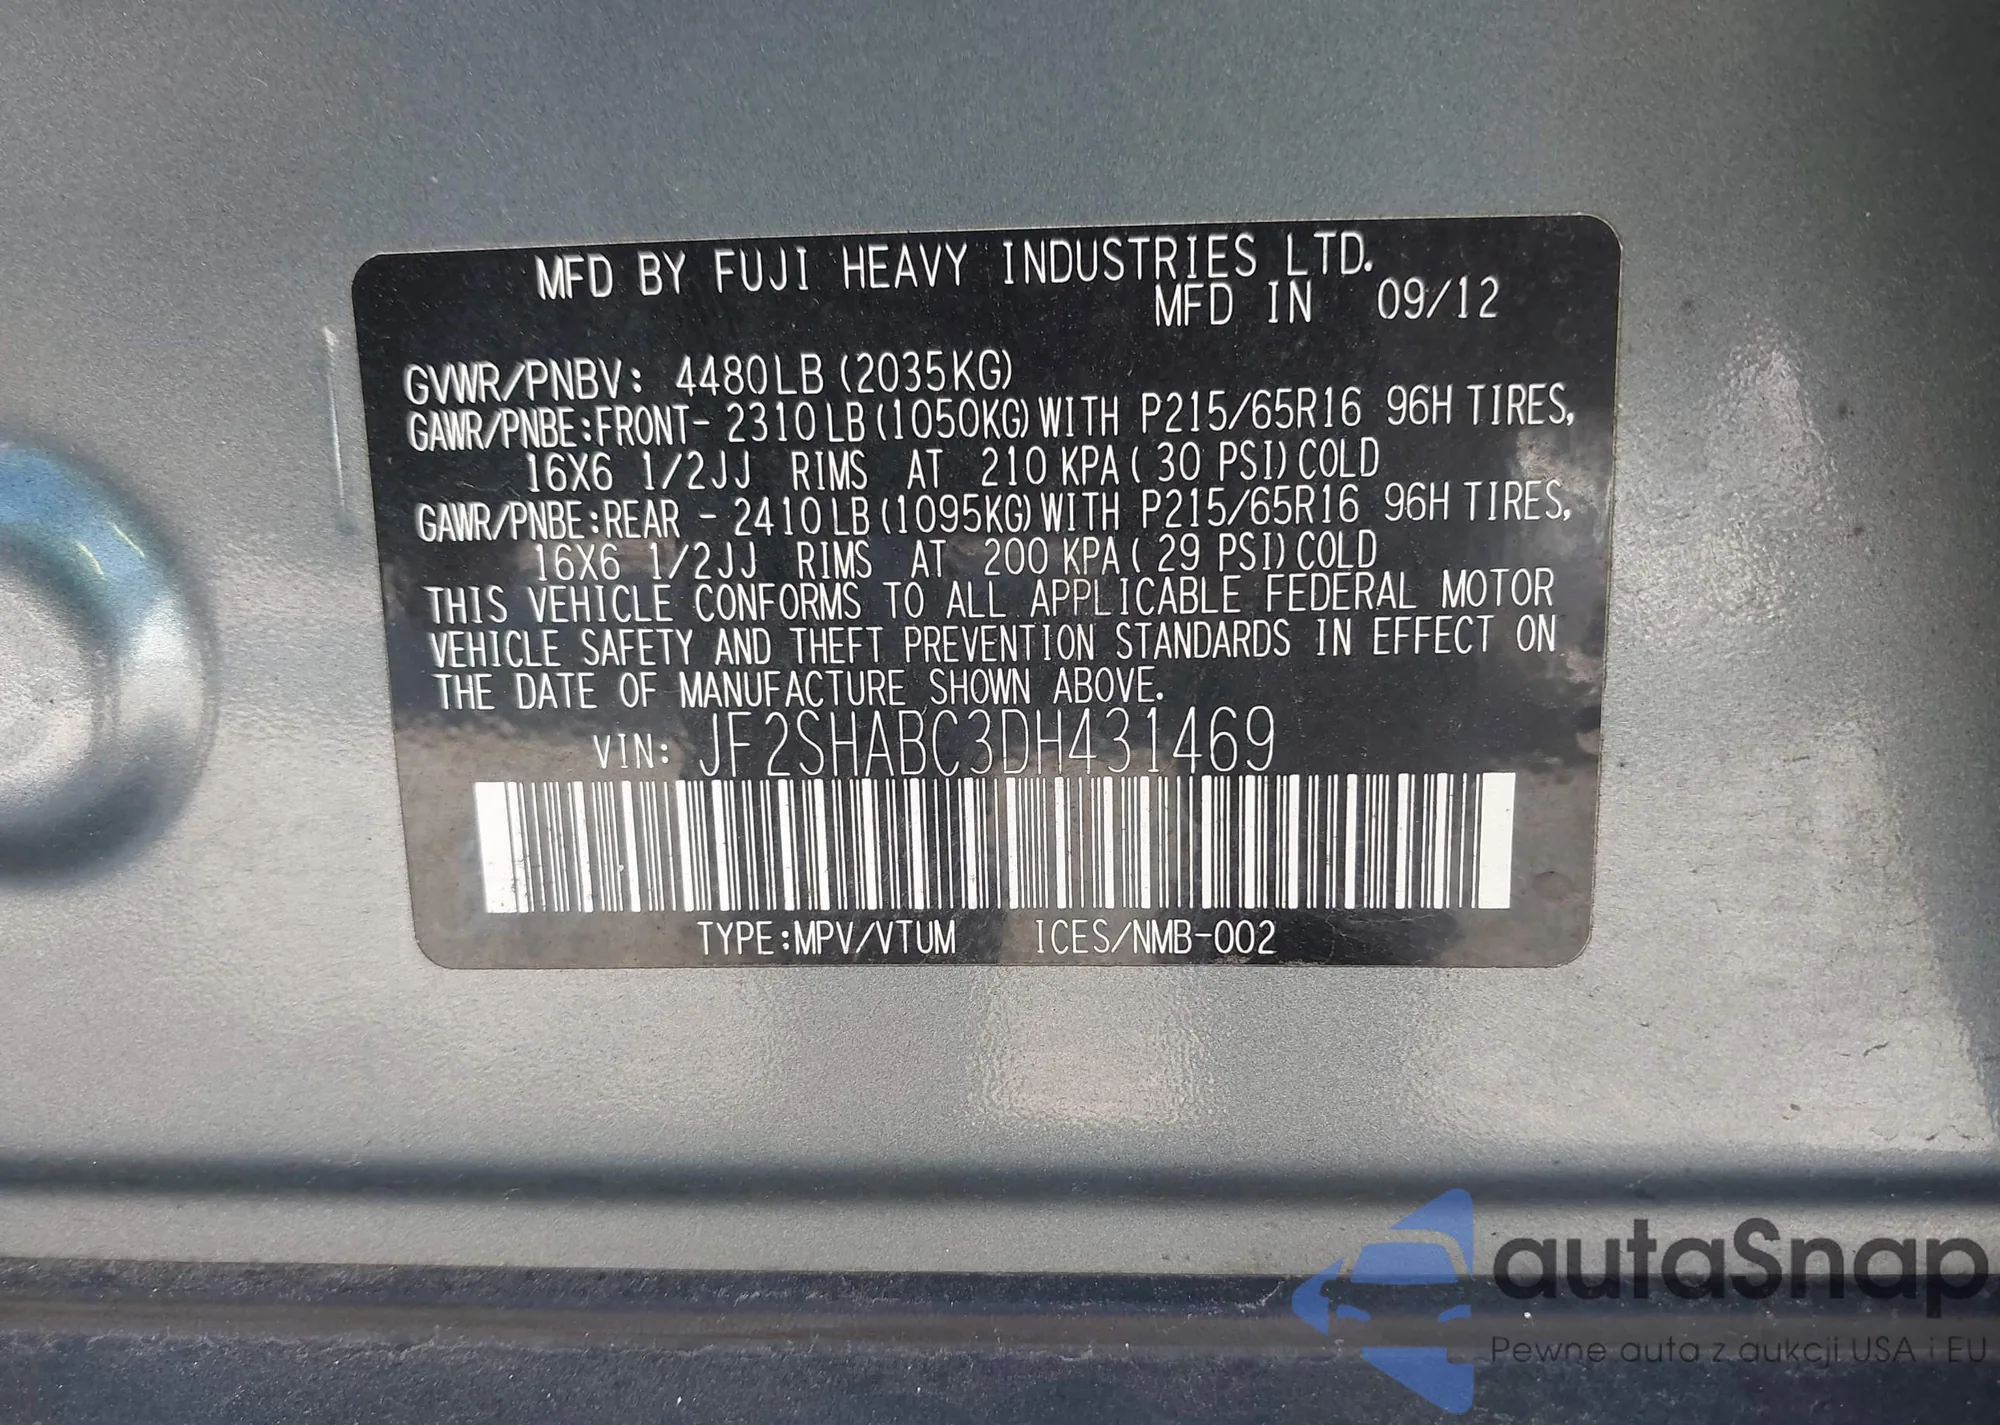 MFD BY FUJI HEAVY INDUSTRIES LTD.
MFD IN 09/12
GVWR/PNBV: 4480LB (2035KG)
GAWR/PNBE:FRONT- 2310LB (1050KG) WITH P215/65R16 96H TIRES,
16X6 1/2JJ RIMS AT 210 KPA ( 30 PSI) COLD
GAWR/PNBE:REAR - 2410LB (1095KG) WITH P215/65R16 96H TIRES,
16X6 1/2JJ RIMS AT 200 KPA ( 29 PSI) COLD
THIS VEHICLE CONFORMS TO ALL APPLICABLE FEDERAL MOTOR
VEHICLE SAFETY AND THEFT PREVENTION STANDARDS IN EFFECT ON
THE DATE OF MANUFACTURE SHOWN ABOVE.
VIN: JF2SHABC3DH431469
TYPE:MPV/VTUM ICES/NMB-002
autaSnap
Pewne auta z aukcji USA i EU